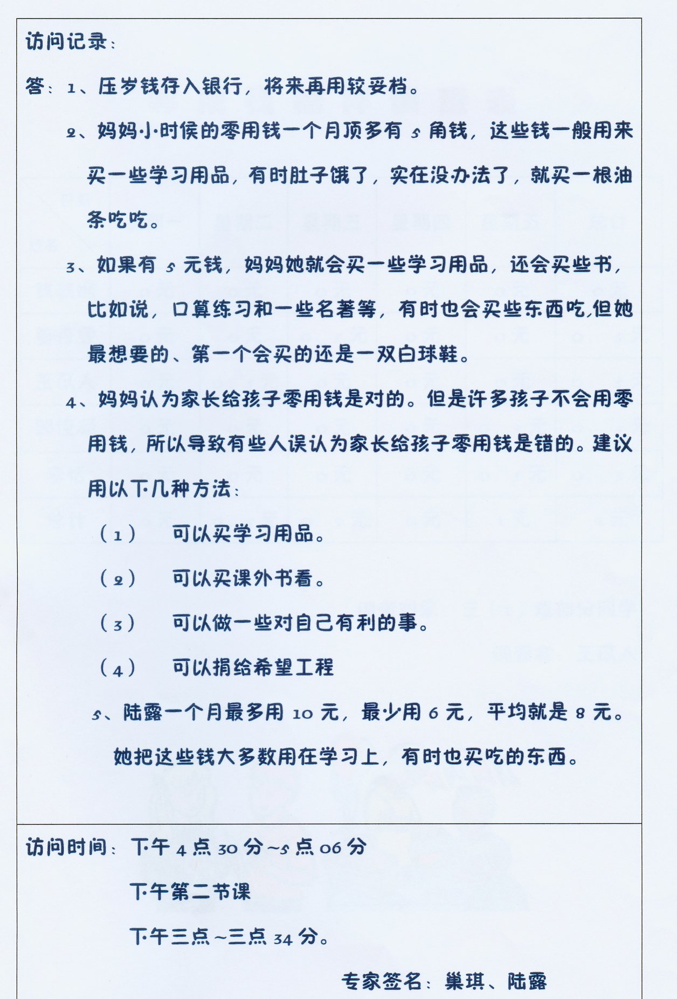 访问记录：
答：1、压岁钱存入银行，将来再用较妥档。
2、妈妈小时侯的零用钱一个月顶多有 5 角钱，这些钱一般用来
买一些学习用品，有时肚子饿了，实在没办法了，就买一根油
条吃吃。
3、如果有 5 元钱，妈妈她就会买一些学习用品，还会买些书，
比如说，口算练习和一些名著等，有时也会买些东西吃,但她
最想要的、第一个会买的还是一双白球鞋。
4、妈妈认为家长给孩子零用钱是对的。但是许多孩子不会用零
用钱，所以导致有些人误认为家长给孩子零用钱是错的。建议
用以下几种方法：
（1） 可以买学习用品。
（2） 可以买课外书看。
（3） 可以做一些对自己有利的事。
（4） 可以捐给希望工程
5、陆露一个月最多用 10 元，最少用 6 元，平均就是 8 元。
她把这些钱大多数用在学习上，有时也买吃的东西。
访问时间：下午 4 点 30 分~5 点 06 分
下午第二节课
下午三点~三点 34 分。
专家签名：巢琪、陆露